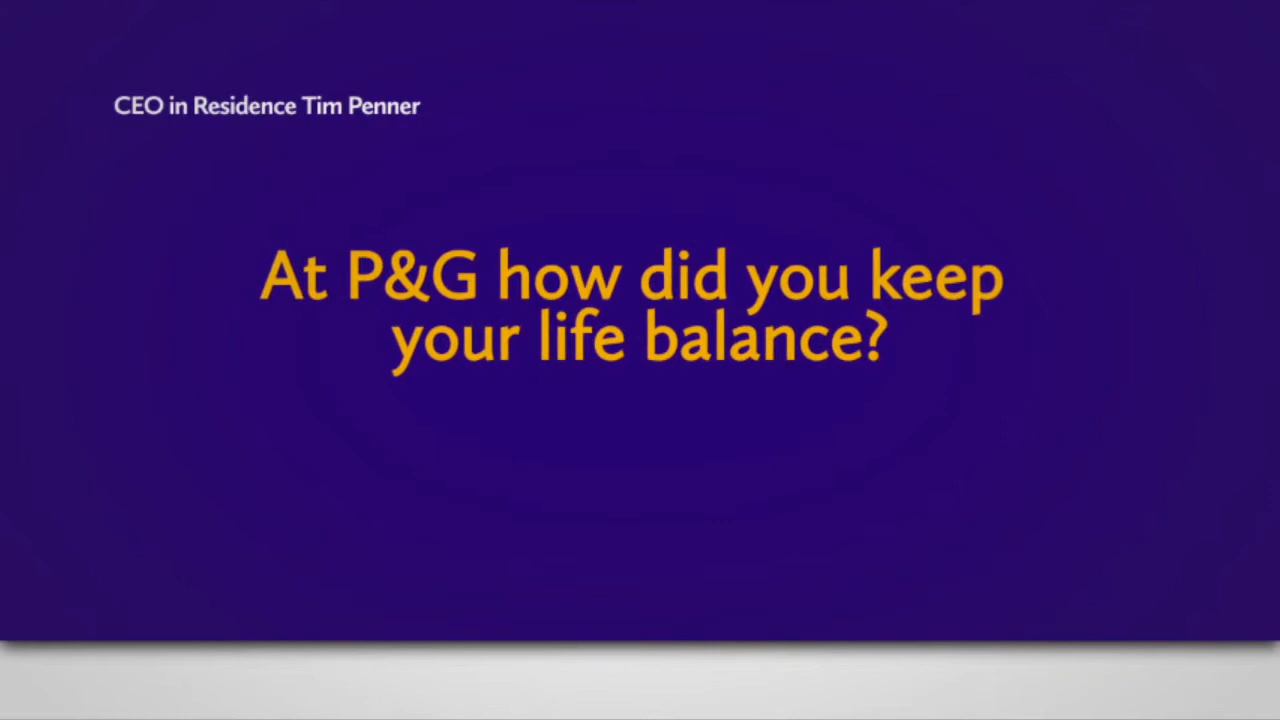 CEO in Residence Tim Penner
At P&G how did you keep
your life balance?